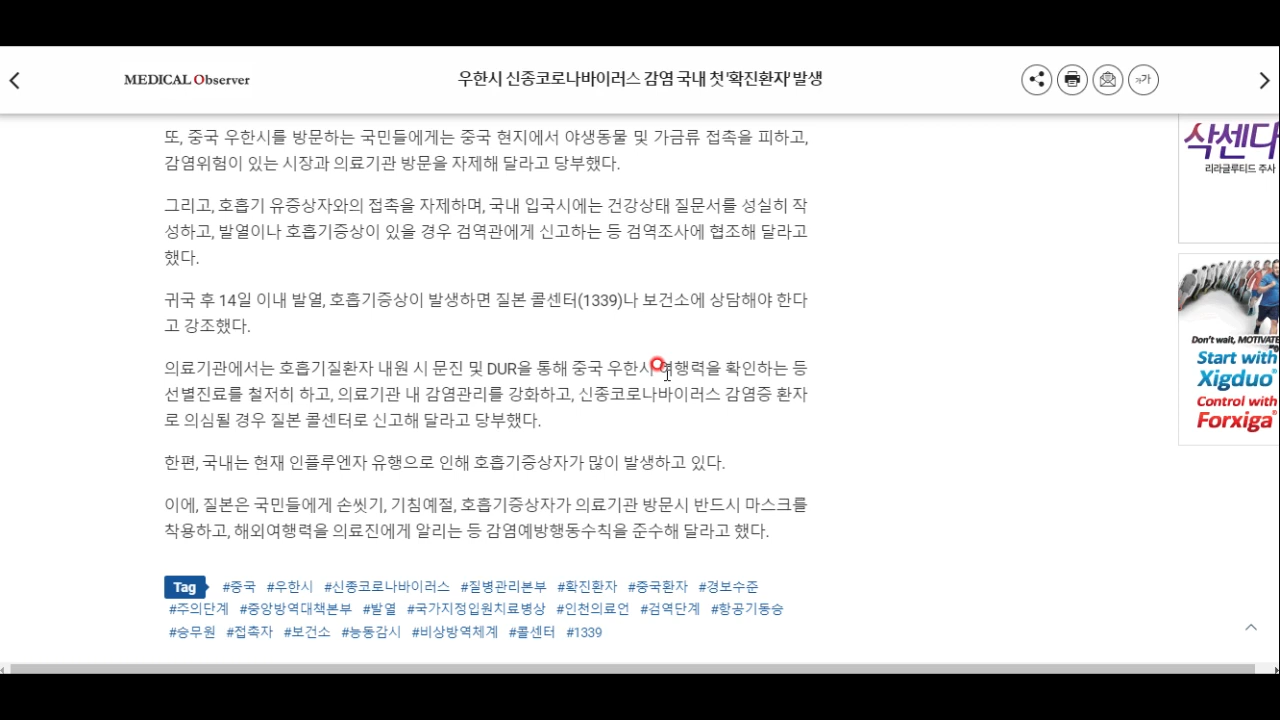 MEDICAL Observer
우한시 신종코로나바이러스 감염 국내 첫 '확진환자' 발생
가가
또, 중국 우한시를 방문하는 국민들에게는 중국 현지에서 야생동물 및 가금류 접촉을 피하고,
감염위험이 있는 시장과 의료기관 방문을 자제해 달라고 당부했다.
그리고, 호흡기 유증상자와의 접촉을 자제하며, 국내 입국시에는 건강상태 질문서를 성실히 작
성하고, 발열이나 호흡기증상이 있을 경우 검역관에게 신고하는 등 검역조사에 협조해 달라고
했다.
귀국 후 14일 이내 발열, 호흡기증상이 발생하면 질본 콜센터(1339)나 보건소에 상담해야 한다
고 강조했다.
의료기관에서는 호흡기질환자 내원 시 문진 및 DUR을 통해 중국 우한시 여행력을 확인하는 등
선별진료를 철저히 하고, 의료기관 내 감염관리를 강화하고, 신종코로나바이러스 감염증 환자
로 의심될 경우 질본 콜센터로 신고해 달라고 당부했다.
한편, 국내는 현재 인플루엔자 유행으로 인해 호흡기증상자가 많이 발생하고 있다.
이에, 질본은 국민들에게 손씻기, 기침예절, 호흡기증상자가 의료기관 방문시 반드시 마스크를
착용하고, 해외여행력을 의료진에게 알리는 등 감염예방행동수칙을 준수해 달라고 했다.
Tag #중국 #우한시 #신종코로나바이러스 #질병관리본부 #확진환자 #중국환자 #경보수준
#주의단계 #중앙방역대책본부 #발열 #국가지정입원치료병상 #인천의료언 #검역단계 #항공기동승
#승무원 #접촉자 #보건소 #능동감시 #비상방역체계 #콜센터 #1339
삭센다
리라글루티드 주사
Don't wait, MOTIVATE
Start with
Xigduo
Control with
Forxiga